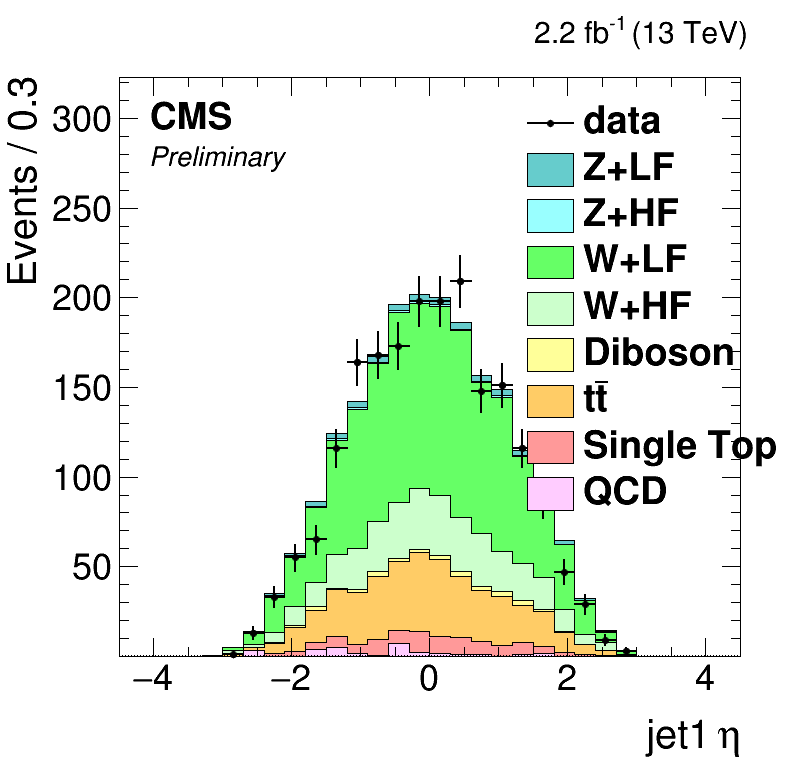 2.2 fb⁻¹ (13 TeV)
Events / 0.3
CMS
Preliminary
data
Z+LF
Z+HF
W+LF
W+HF
Diboson
tt̄
Single Top
QCD
300
250
200
150
100
50
−4 −2 0 2 4
jet1 η